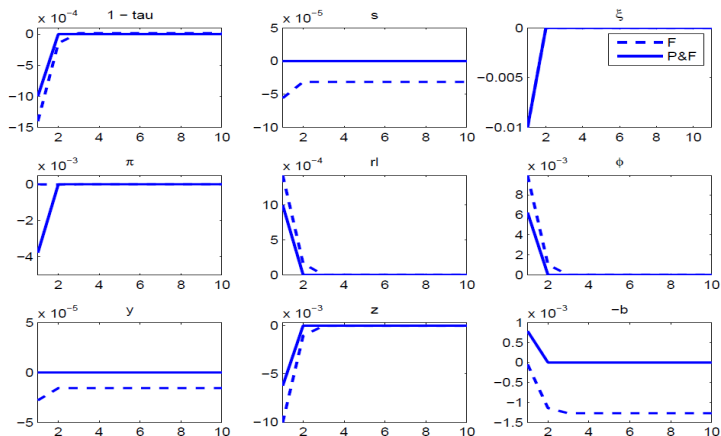 1 − tau
s
ξ
x 10⁻⁴
0
−5
−10
−15
2 4 6 8 10
x 10⁻⁵
5
0
−5
−10
2 4 6 8 10
0
−0.005
−0.01
2 4 6 8 10
F
P&F
π
rl
ϕ
x 10⁻³
0
−2
−4
2 4 6 8 10
x 10⁻⁴
10
5
0
2 4 6 8 10
x 10⁻³
8
6
4
2
0
2 4 6 8 10
y
z
−b
x 10⁻⁵
5
0
−5
2 4 6 8 10
x 10⁻³
0
−5
−10
2 4 6 8 10
x 10⁻³
1
0.5
0
−0.5
−1
−1.5
2 4 6 8 10